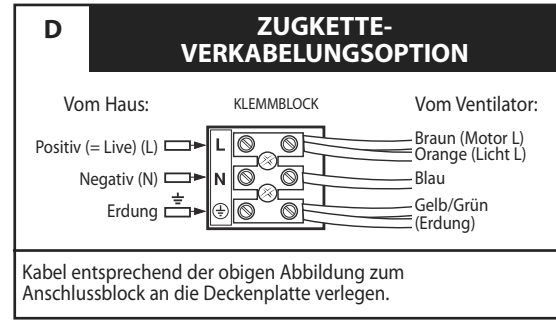 D
ZUGKETTE-
VERKABELUNGSOPTION
Vom Haus:
KLEMMBLOCK
Vom Ventilator:
Positiv (= Live) (L)
L
Braun (Motor L)
Orange (Licht L)
Negativ (N)
N
Blau
Erdung
Gelb/Grün
(Erdung)
Kabel entsprechend der obigen Abbildung zum
Anschlussblock an die Deckenplatte verlegen.